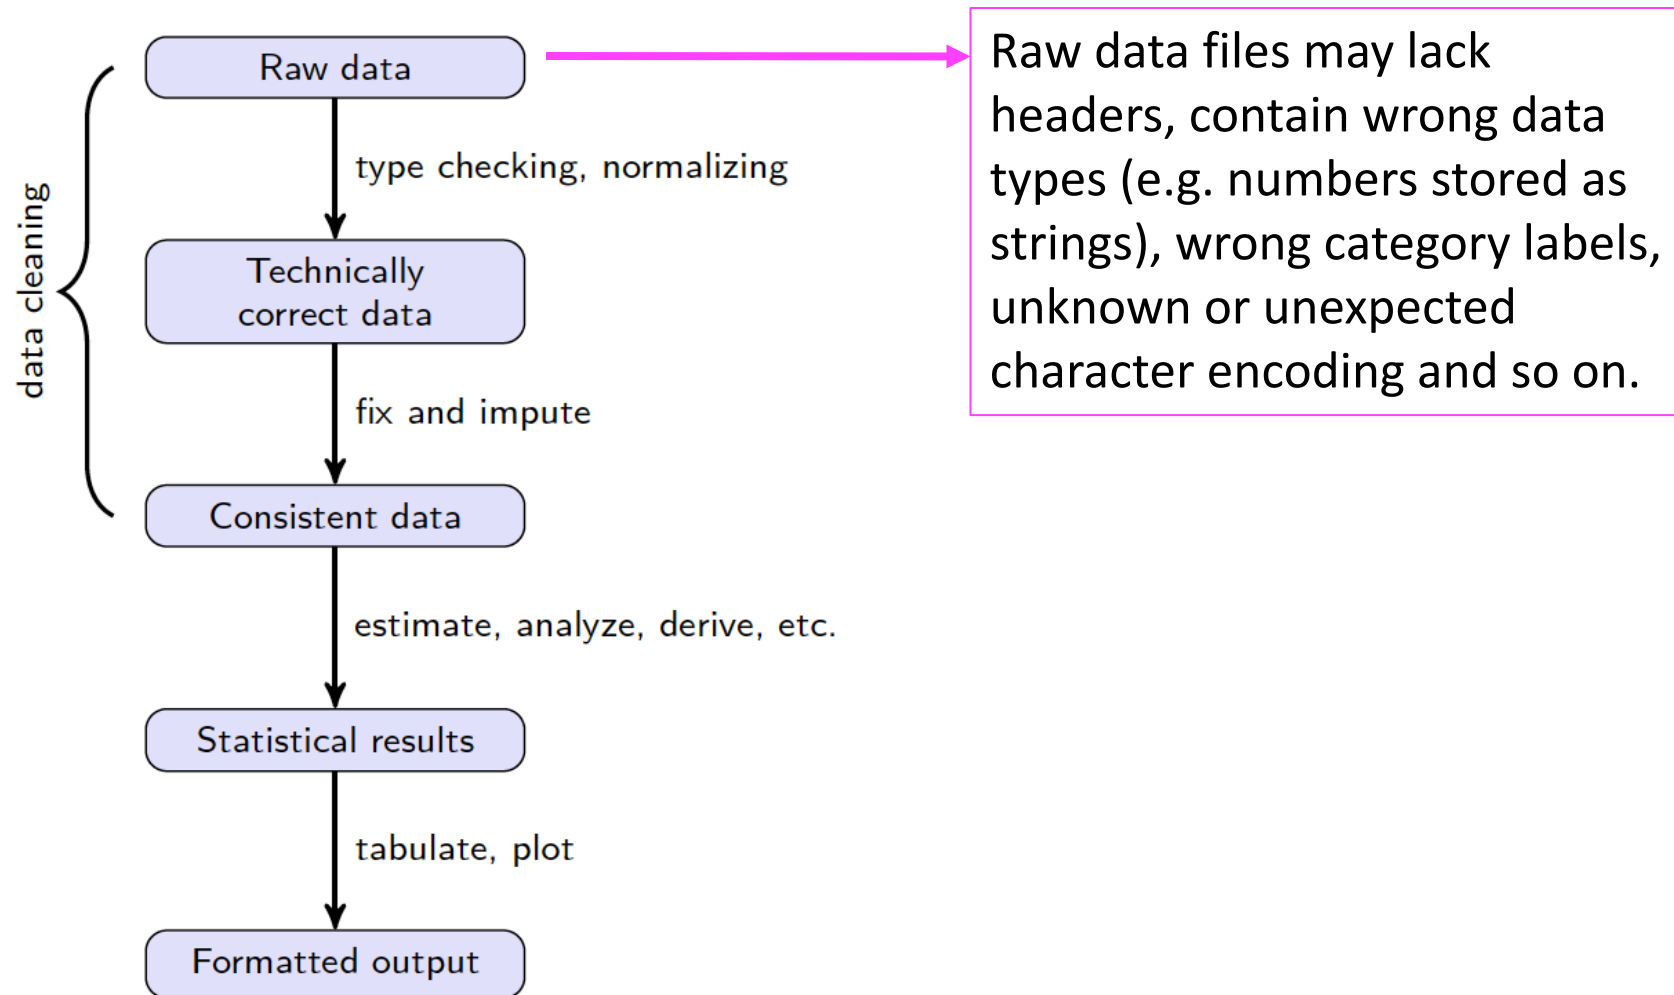 Raw data
type checking, normalizing
Technically
correct data
fix and impute
Consistent data
data cleaning
estimate, analyze, derive, etc.
Statistical results
tabulate, plot
Formatted output
Raw data files may lack
headers, contain wrong data
types (e.g. numbers stored as
strings), wrong category labels,
unknown or unexpected
character encoding and so on.